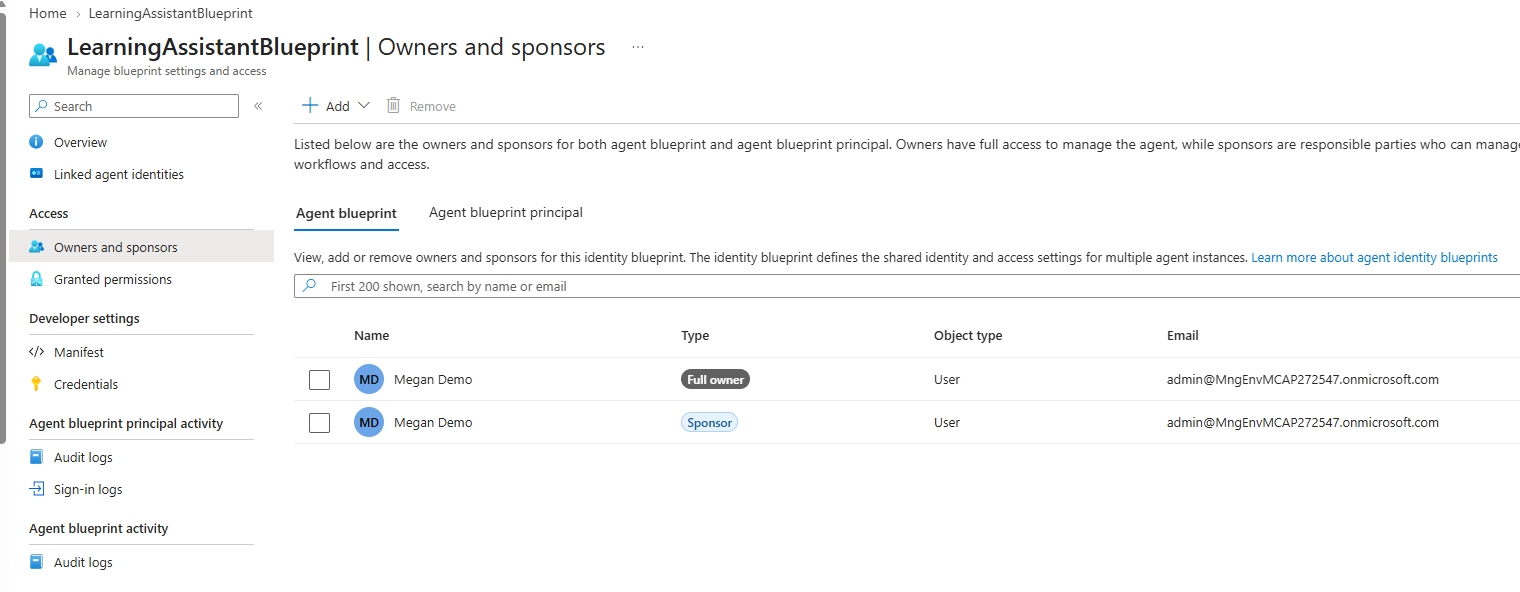 Home > LearningAssistantBlueprint
LearningAssistantBlueprint | Owners and sponsors ...
Manage blueprint settings and access
Search «
Overview
Linked agent identities
Access
Owners and sponsors
Granted permissions
Developer settings
</> Manifest
Credentials
Agent blueprint principal activity
Audit logs
Sign-in logs
Agent blueprint activity
Audit logs
+ Add Remove
Listed below are the owners and sponsors for both agent blueprint and agent blueprint principal. Owners have full access to manage the agent, while sponsors are responsible parties who can manage
workflows and access.
Agent blueprint Agent blueprint principal
View, add or remove owners and sponsors for this identity blueprint. The identity blueprint defines the shared identity and access settings for multiple agent instances. Learn more about agent identity blueprints
First 200 shown, search by name or email
Name Type Object type Email
MD Megan Demo Full owner User admin@MngEnvMCAP272547.onmicrosoft.com
MD Megan Demo Sponsor User admin@MngEnvMCAP272547.onmicrosoft.com